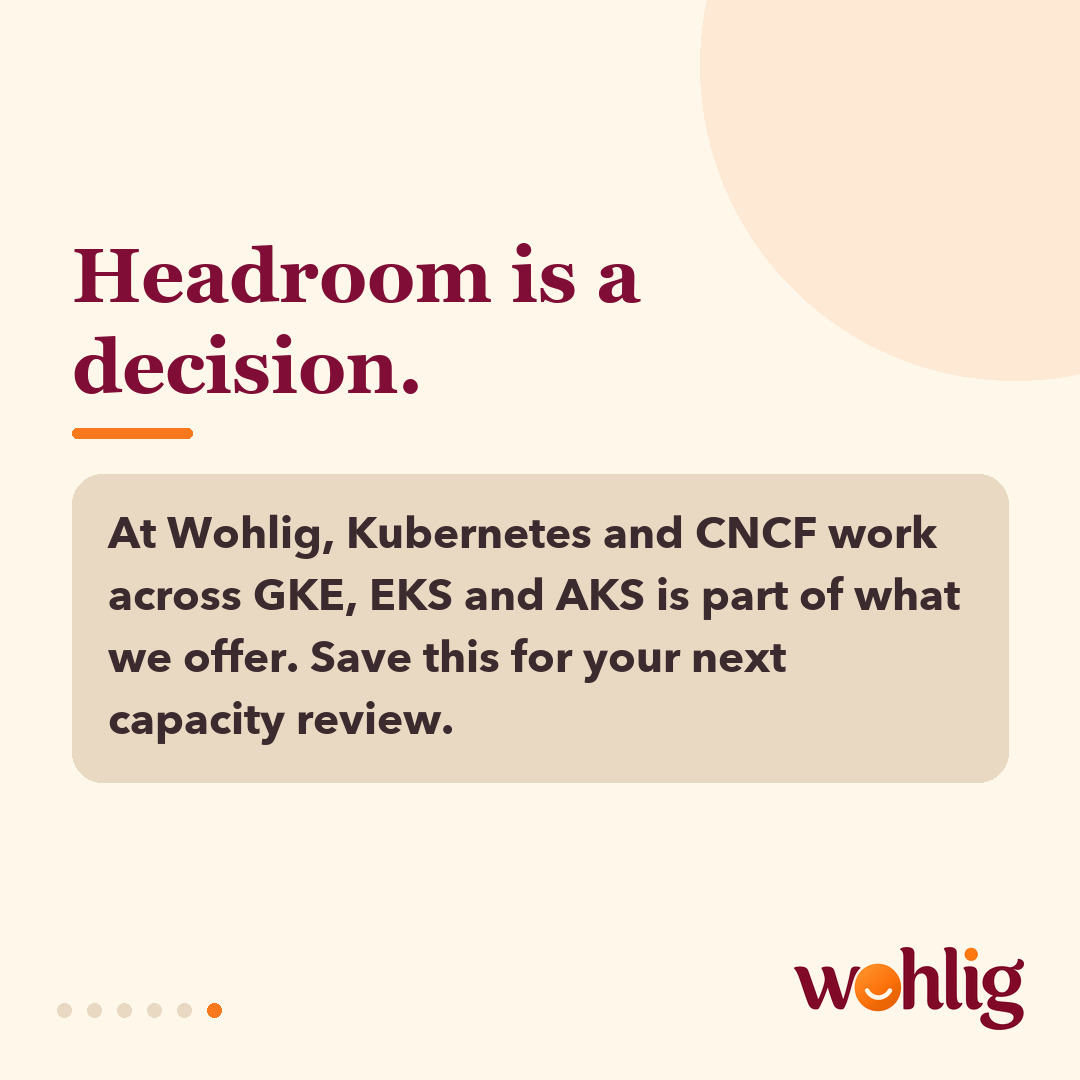 Headroom is a
decision.
At Wohlig, Kubernetes and CNCF work
across GKE, EKS and AKS is part of what
we offer. Save this for your next
capacity review.
wohlig